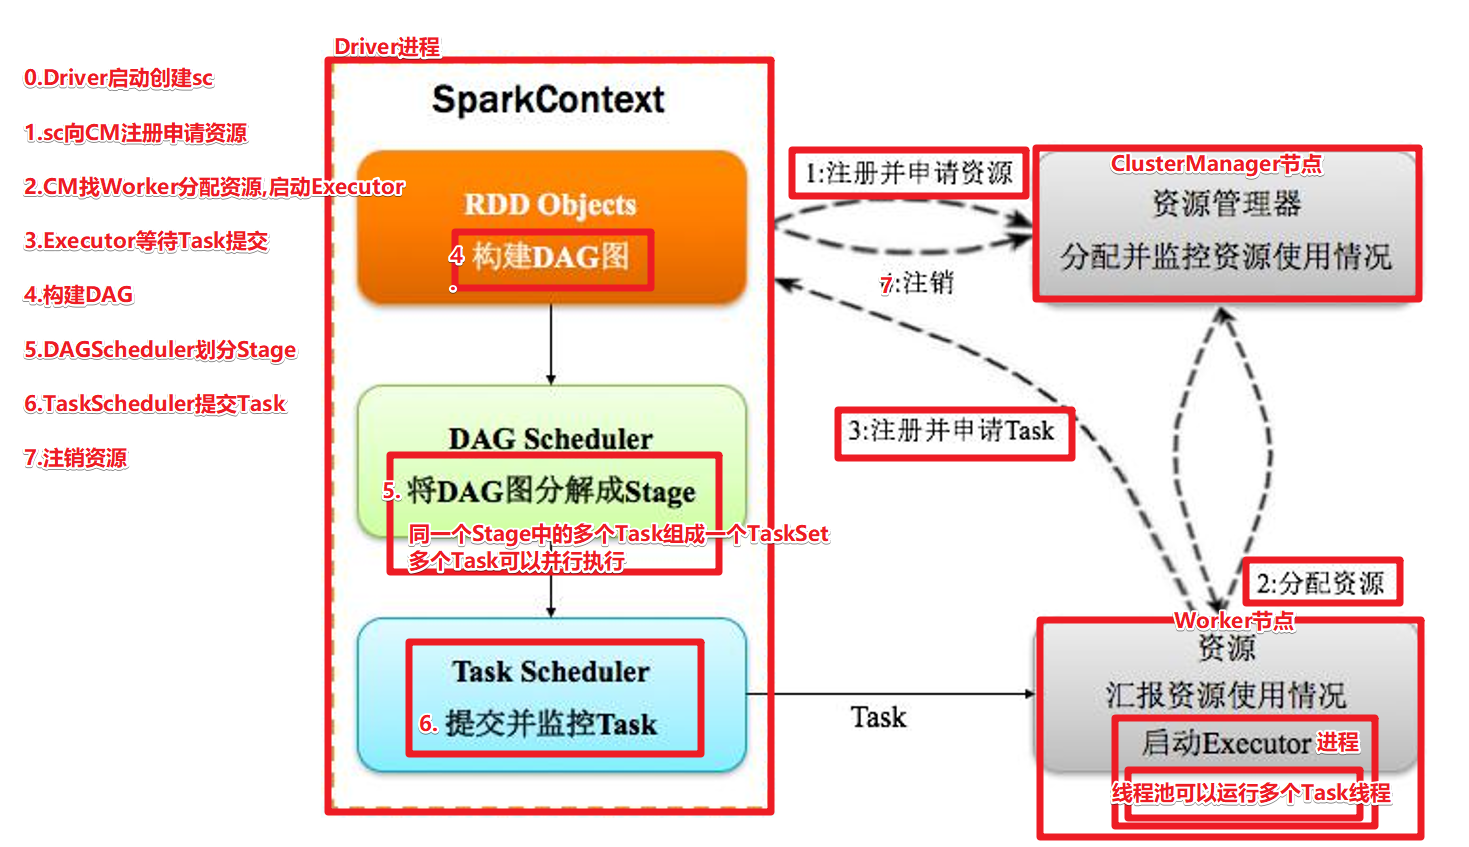 Driver进程
0.Driver启动创建sc
1.sc向CM注册申请资源
2.CM找Worker分配资源,启动Executor
3.Executor等待Task提交
4.构建DAG
5.DAGScheduler划分Stage
6.TaskScheduler提交Task
7.注销资源
SparkContext
RDD Objects
4 构建DAG图
.
DAG Scheduler
5. 将DAG图分解成Stage
同一个Stage中的多个Task组成一个TaskSet
多个Task可以并行执行
Task Scheduler
6. 提交并监控Task
1:注册并申请资源
7:注销
3:注册并申请Task
Task
ClusterManager节点
资源管理器
分配并监控资源使用情况
2:分配资源
Worker节点
资源
汇报资源使用情况
启动Executor 进程
线程池可以运行多个Task线程